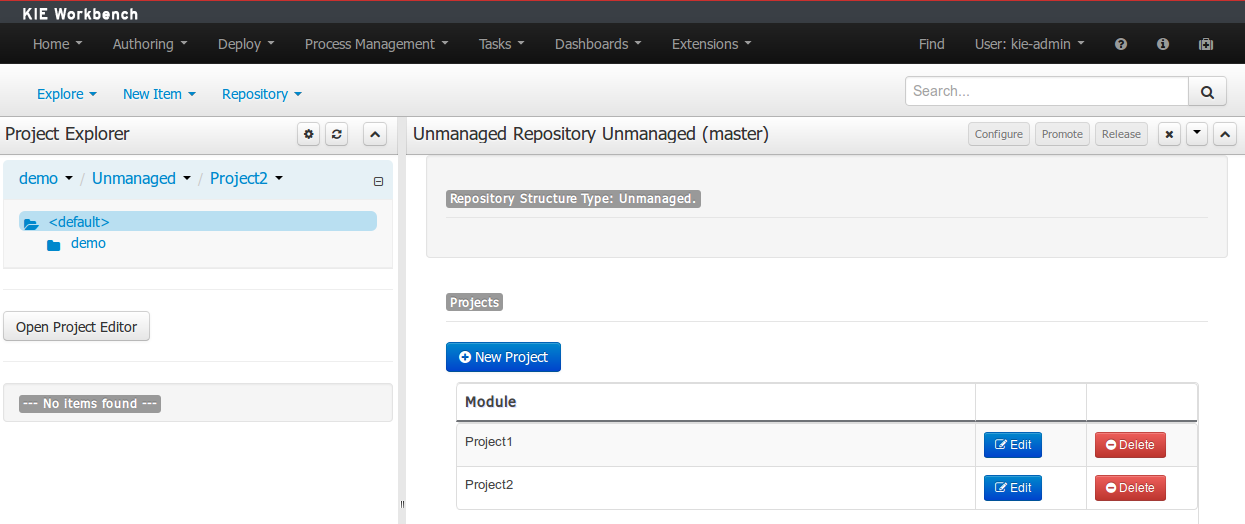 KIE Workbench
Home Authoring Deploy Process Management Tasks Dashboards Extensions Find User: kie-admin
Explore New Item Repository Search...
Project Explorer
demo / Unmanaged / Project2
<default>
demo
Open Project Editor
--- No items found ---
Unmanaged Repository Unmanaged (master) Configure Promote Release
Repository Structure Type: Unmanaged.
Projects
New Project
Module
Project1 Edit Delete
Project2 Edit Delete